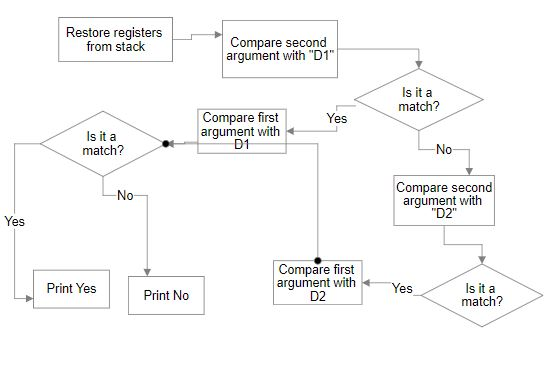 Restore registers
from stack
Compare second
argument with "D1"
Is it a
match?
Yes
No
Compare first
argument with
D1
Is it a
match?
Yes
No
Print Yes
Print No
Compare second
argument with
"D2"
Is it a
match?
Yes
Compare first
argument with
D2